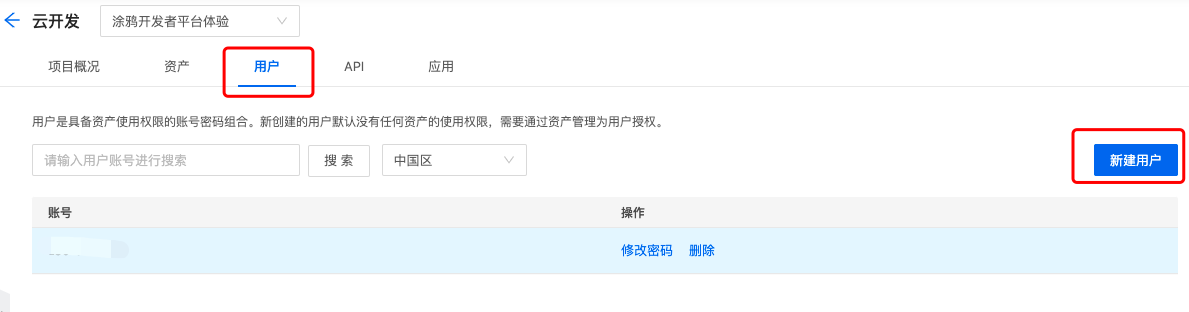 云开发 涂鸦开发者平台体验
项目概况 资产 用户 API 应用
用户是具备资产使用权限的账号密码组合。新创建的用户默认没有任何资产的使用权限，需要通过资产管理为用户授权。
请输入用户账号进行搜索 搜 索 中国区 新建用户
账号 操作
修改密码 删除